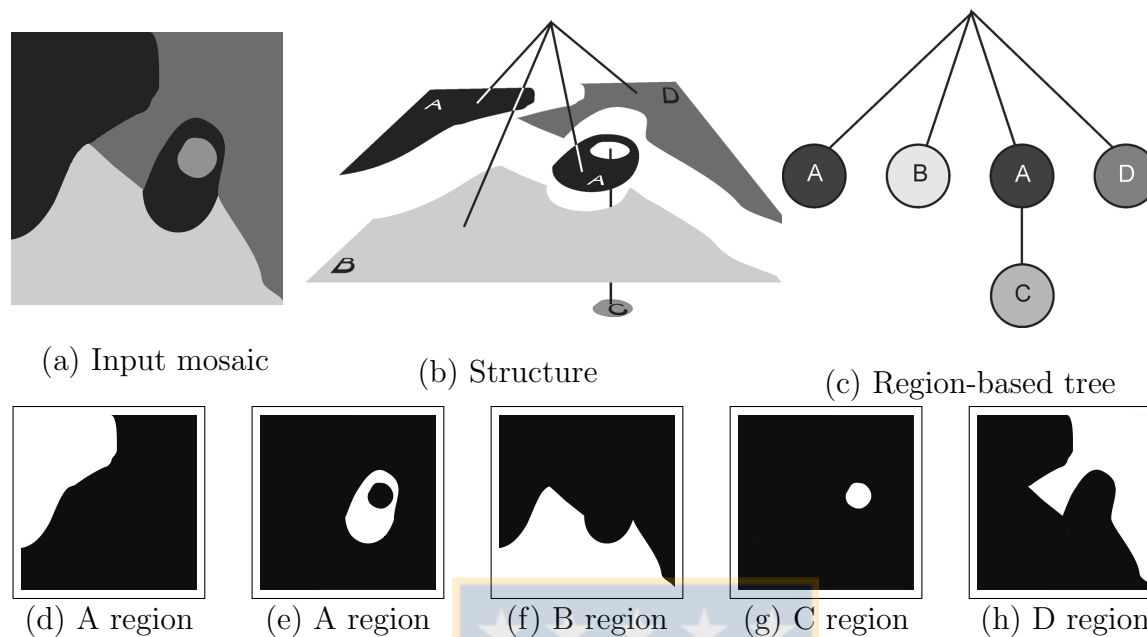 A
D
A
B
C
A
B
A
D
C
(a) Input mosaic
(b) Structure
(c) Region-based tree
(d) A region
(e) A region
(f) B region
(g) C region
(h) D region